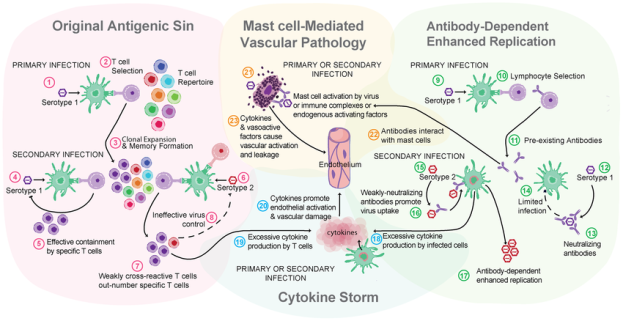 Original Antigenic Sin
Mast cell-Mediated
Vascular Pathology
Antibody-Dependent
Enhanced Replication
PRIMARY INFECTION
1
Serotype 1
2
T cell
Selection
T cell
Repertoire
3
Clonal Expansion
& Memory Formation
SECONDARY INFECTION
4
Serotype 1
5
Effective containment
by specific T cells
6
Serotype 2
Ineffective
virus control
8
7
Weakly cross-reactive T cells
out-number specific T cells
21
PRIMARY OR SECONDARY
INFECTION
Mast cell activation by virus
or immune complexes or
endogenous activating factors
23
Cytokines
& vasoactive
factors cause
vascular
activation
and leakage
22
Antibodies interact
with mast cells
Endothelium
20
Cytokines promote
endothelial activation
& vascular damage
cytokines
19
Excessive cytokine
production by T cells
18
Excessive cytokine
production by infected cells
PRIMARY OR SECONDARY
INFECTION
Cytokine Storm
PRIMARY INFECTION
9
Serotype 1
10
Lymphocyte Selection
11
Pre-existing Antibodies
SECONDARY INFECTION
15
Serotype 2
Weakly-neutralizing
antibodies promote
virus uptake
16
12
Serotype 1
14
Limited
infection
13
Neutralizing
antibodies
17
Antibody-dependent
enhanced replication